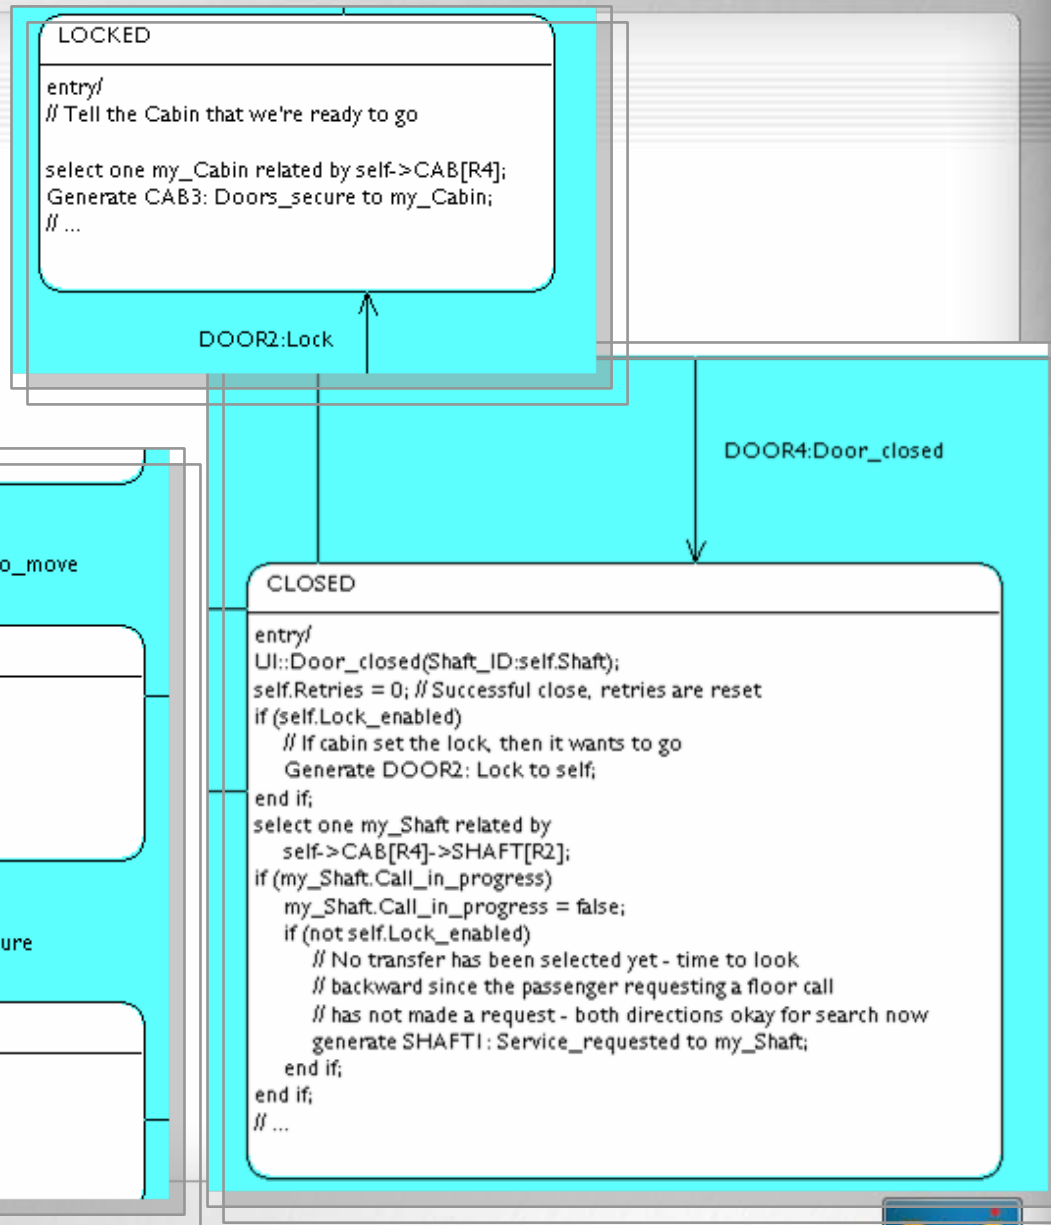 LOCKED
entry/
// Tell the Cabin that we're ready to go
select one my_Cabin related by self->CAB[R4];
Generate CAB3: Doors_secure to my_Cabin;
// ...
DOOR2:Lock
DOOR4:Door_closed
o_move
ure
CLOSED
entry/
UI::Door_closed(Shaft_ID:self.Shaft);
self.Retries = 0; // Successful close, retries are reset
if (self.Lock_enabled)
// If cabin set the lock, then it wants to go
Generate DOOR2: Lock to self;
end if;
select one my_Shaft related by
self->CAB[R4]->SHAFT[R2];
if (my_Shaft.Call_in_progress)
my_Shaft.Call_in_progress = false;
if (not self.Lock_enabled)
// No transfer has been selected yet - time to look
// backward since the passenger requesting a floor call
// has not made a request - both directions okay for search now
generate SHAFT1: Service_requested to my_Shaft;
end if;
end if;
// ...